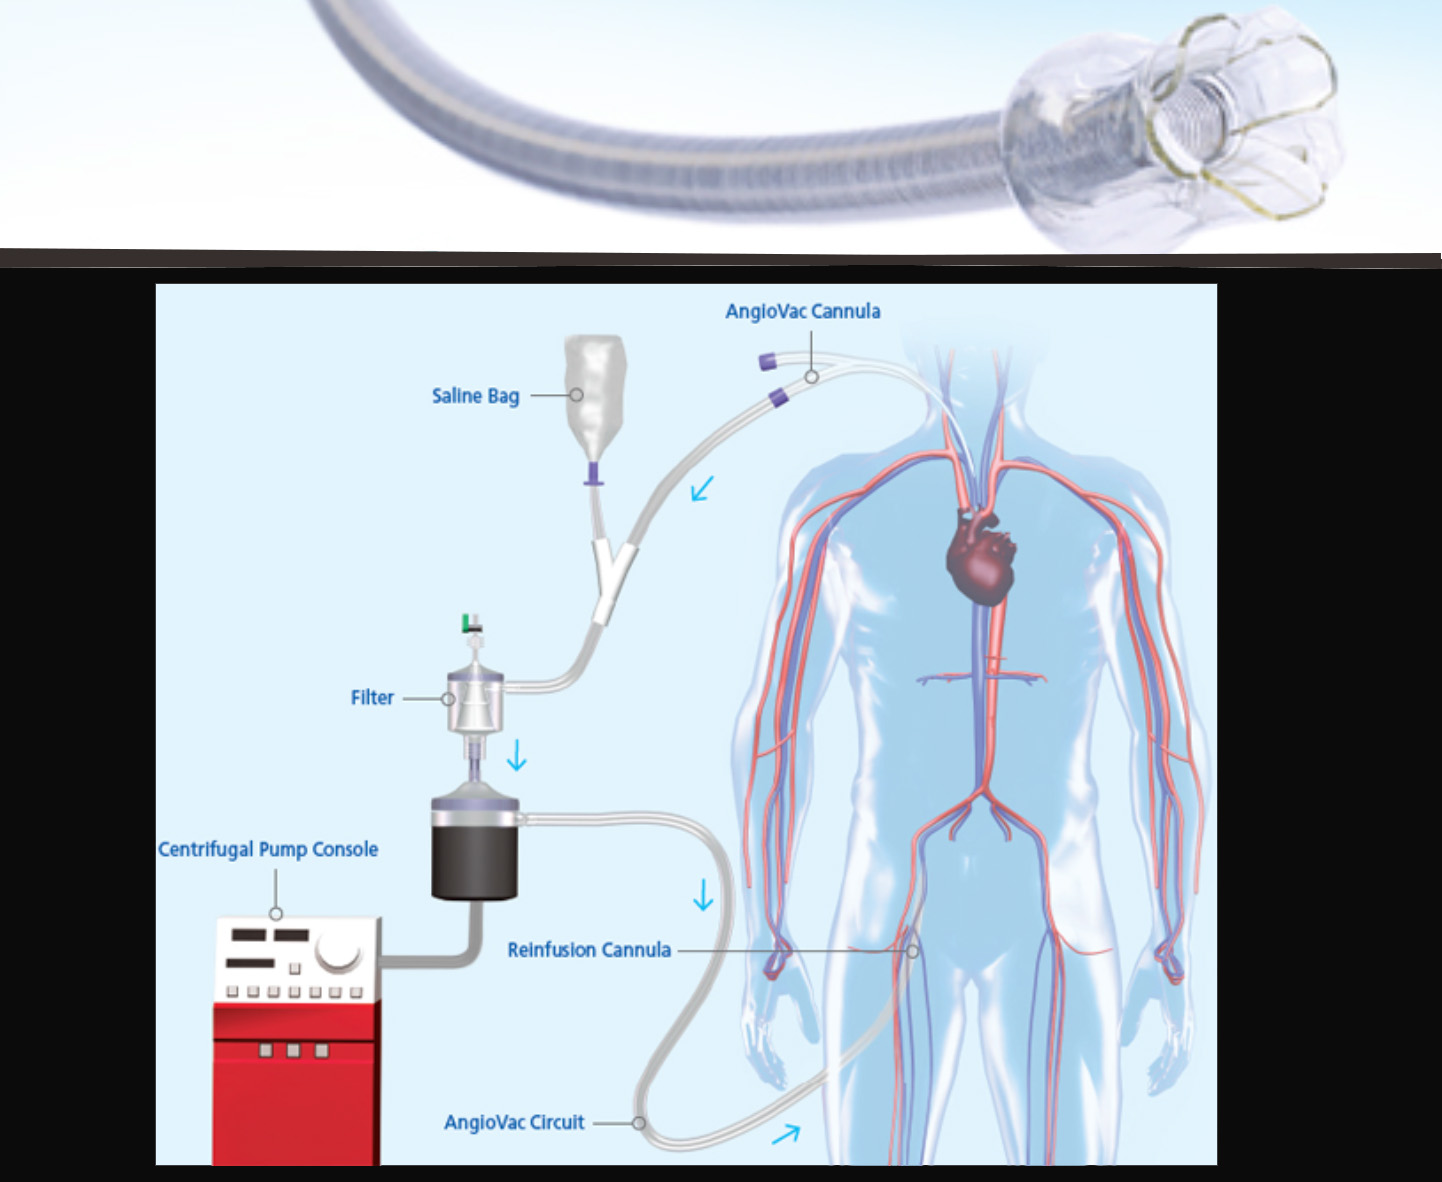 AngioVac Cannula
Saline Bag
Filter
Centrifugal Pump Console
Reinfusion Cannula
AngioVac Circuit